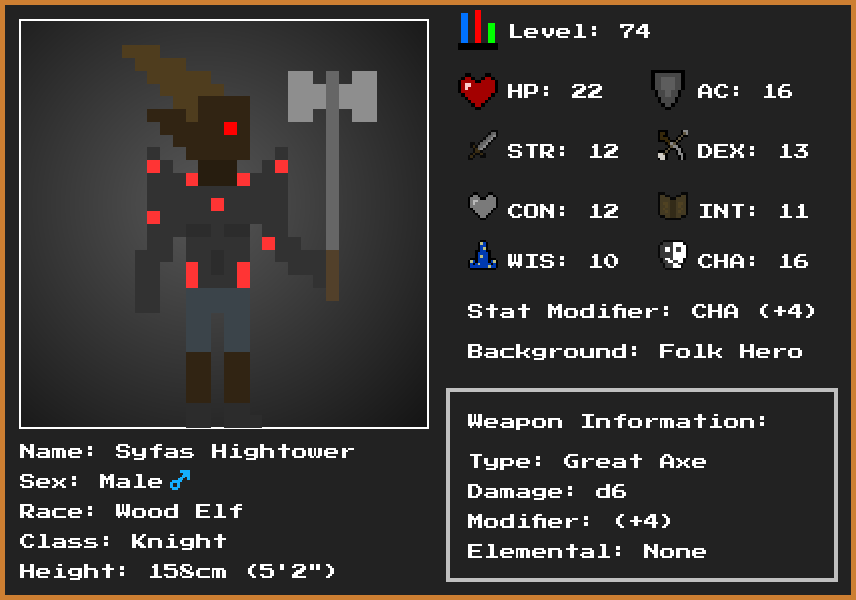 Level: 74
HP: 22
AC: 16
STR: 12
DEX: 13
CON: 12
INT: 11
WIS: 10
CHA: 16
Stat Modifier: CHA (+4)
Background: Folk Hero
Weapon Information:
Type: Great Axe
Damage: d6
Modifier: (+4)
Elemental: None
Name: Syfas Hightower
Sex: Male ♂
Race: Wood Elf
Class: Knight
Height: 158cm (5'2")